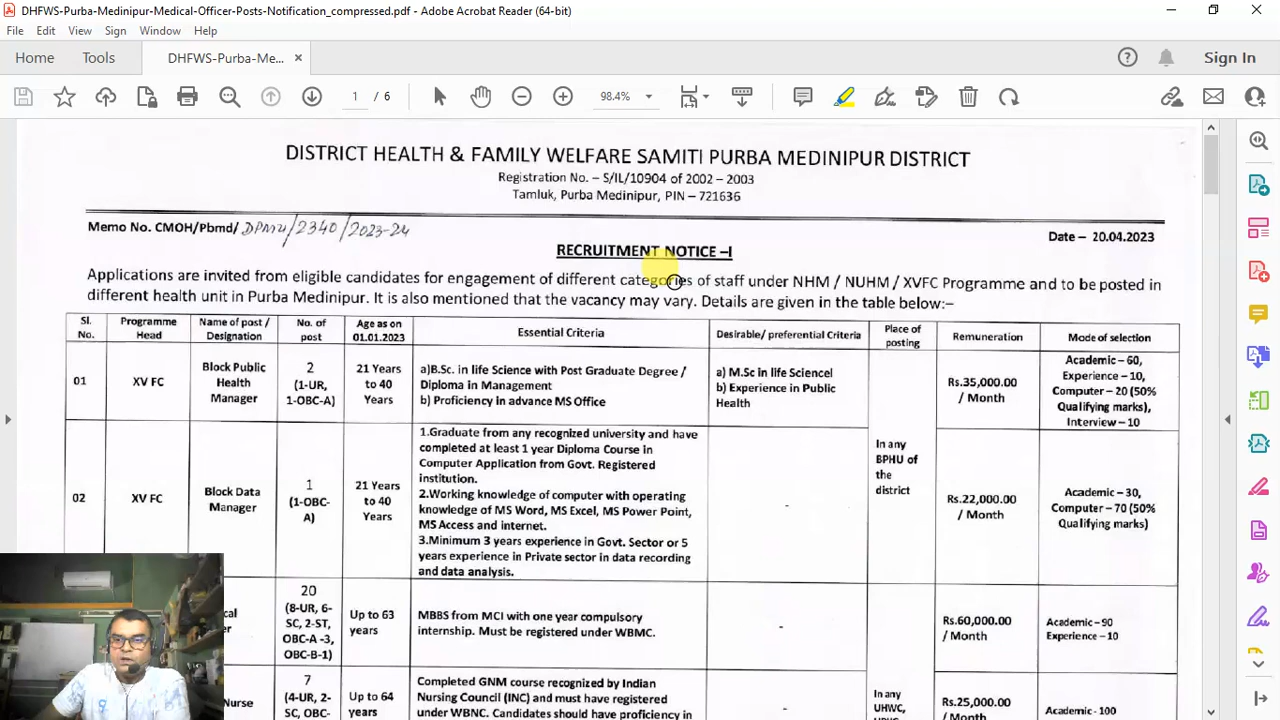 DHFWS-Purba-Medinipur-Medical-Officer-Posts-Notification_compressed.pdf - Adobe Acrobat Reader (64-bit)
File Edit View Sign Window Help
Home Tools DHFWS-Purba-Me... × Sign In
1 / 6 98.4%
DISTRICT HEALTH & FAMILY WELFARE SAMITI PURBA MEDINIPUR DISTRICT
Registration No. – S/IL/10904 of 2002 – 2003
Tamluk, Purba Medinipur, PIN – 721636
Memo No. CMOH/Pbmd/ DPMU/2340/2023-24
Date – 20.04.2023
RECRUITMENT NOTICE –I
Applications are invited from eligible candidates for engagement of different categories of staff under NHM / NUHM / XVFC Programme and to be posted in
different health unit in Purba Medinipur. It is also mentioned that the vacancy may vary. Details are given in the table below:–
Sl. No. Programme Head Name of post / Designation No. of post Age as on 01.01.2023 Essential Criteria Desirable/ preferential Criteria Place of posting Remuneration Mode of selection
01
XV FC
Block Public
Health
Manager
2
(1-UR,
1-OBC-A)
21 Years
to 40
Years
a)B.Sc. in life Science with Post Graduate Degree /
Diploma in Management
b) Proficiency in advance MS Office
a) M.Sc in life Sciencel
b) Experience in Public
Health
In any
BPHU of
the
district
Rs.35,000.00
/ Month
Academic – 60,
Experience – 10,
Computer – 20 (50%
Qualifying marks),
Interview – 10
02
XV FC
Block Data
Manager
1
(1-OBC-
A)
21 Years
to 40
Years
1.Graduate from any recognized university and have
completed at least 1 year Diploma Course in
Computer Application from Govt. Registered
institution.
2.Working knowledge of computer with operating
knowledge of MS Word, MS Excel, MS Power Point,
MS Access and internet.
3.Minimum 3 years experience in Govt. Sector or 5
years experience in Private sector in data recording
and data analysis.
-
Rs.22,000.00
/ Month
Academic – 30,
Computer – 70 (50%
Qualifying marks)
20
(8-UR, 6-
SC, 2-ST,
OBC-A -3,
OBC-B-1)
Up to 63
years
MBBS from MCI with one year compulsory
internship. Must be registered under WBMC.
-
Rs.60,000.00
/ Month
Academic –90
Experience –10
Nurse
7
(4-UR, 2-
SC, OBC-
Up to 64
years
Completed GNM course recognized by Indian
Nursing Council (INC) and must have registered
under WBNC. Candidates should have proficiency in
-
In any
UHWC,
Rs.25,000.00
/ Month
Academic –100